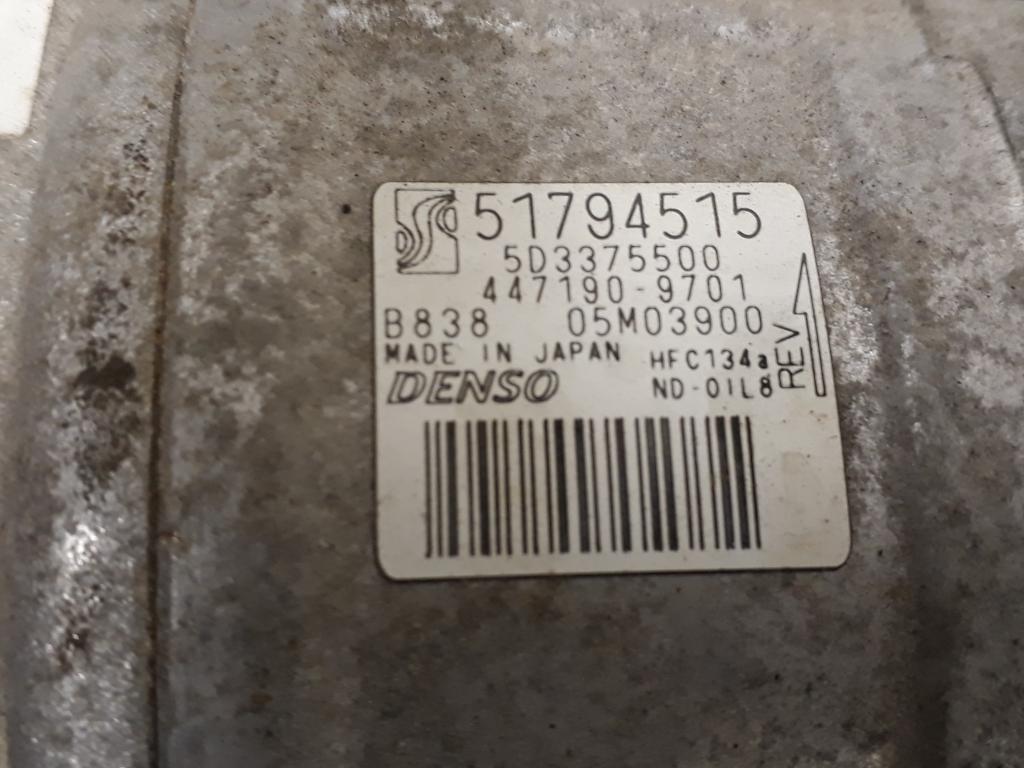 51794515
5D3375500
447190-9701
B838 05M03900
MADE IN JAPAN HFC134a
DENSO ND-OIL8
REV